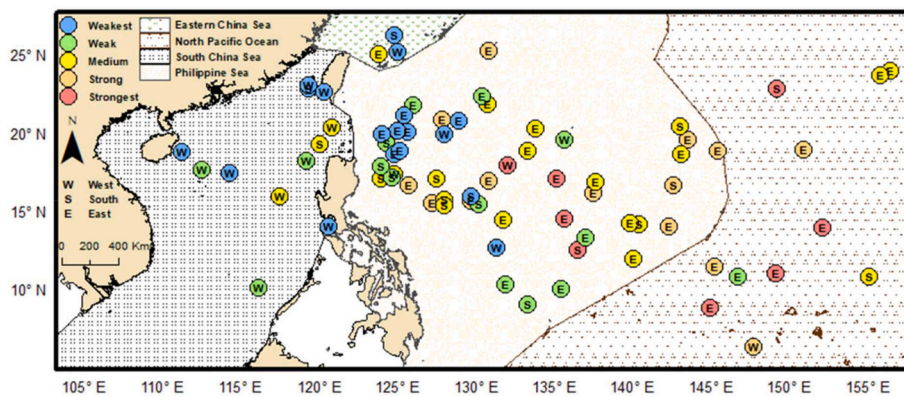 Weakest
Weak
Medium
Strong
Strongest
Eastern China Sea
North Pacific Ocean
South China Sea
Philippine Sea
N
W West
S South
E East
0 200 400 Km
25° N
20° N
15° N
10° N
105° E 110° E 115° E 120° E 125° E 130° E 135° E 140° E 145° E 150° E 155° E